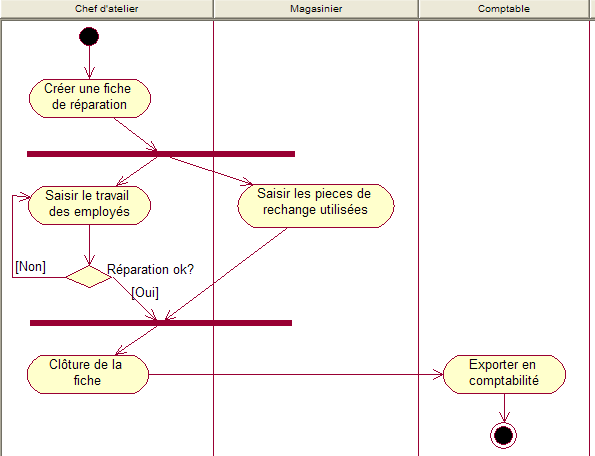 Chef d'atelier
Magasinier
Comptable
Créer une fiche
de réparation
Saisir le travail
des employés
Saisir les pieces de
rechange utilisées
[Non]
Réparation ok?
[Oui]
Clôture de la
fiche
Exporter en
comptabilité